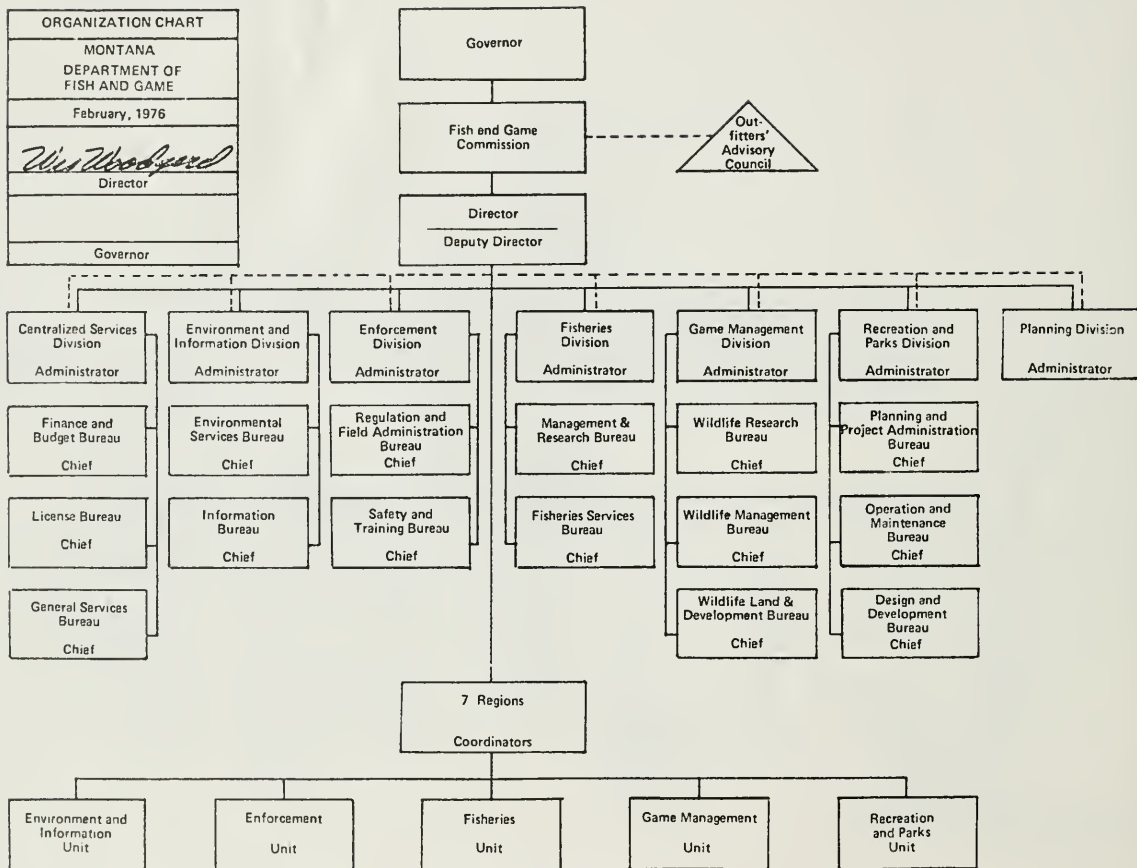 ORGANIZATION CHART
MONTANA
DEPARTMENT OF
FISH AND GAME
February, 1976
Wes Woodgerd
Director
Governor
Governor
Fish end Game
Commission
Out-
fitters'
Advisory
Council
Director
Deputy Director
Centralized Services
Division
Administrator
Environment and
Information Division
Administrator
Enforcement
Division
Administrator
Fisheries
Division
Administrator
Game Management
Division
Administrator
Recreation and
Parks Division
Administrator
Planning Division
Administrator
Finance and
Budget Bureau
Chief
Environmental
Services Bureau
Chief
Regulation and
Field Administration
Bureau
Chief
Management &
Research Bureau
Chief
Wildlife Research
Bureau
Chief
Planning and
Project Administration
Bureau
Chief
License Bureau
Chief
Information
Bureau
Chief
Safety and
Training Bureau
Chief
Fisheries Services
Bureau
Chief
Wildlife Management
Bureau
Chief
Operation and
Maintenance
Bureau
Chief
General Services
Bureau
Chief
Wildlife Land &
Development Bureau
Chief
Design and
Development
Bureau
Chief
7 Regions
Coordinators
Environment and
Information
Unit
Enforcement
Unit
Fisheries
Unit
Game Management
Unit
Recreation
and Parks
Unit